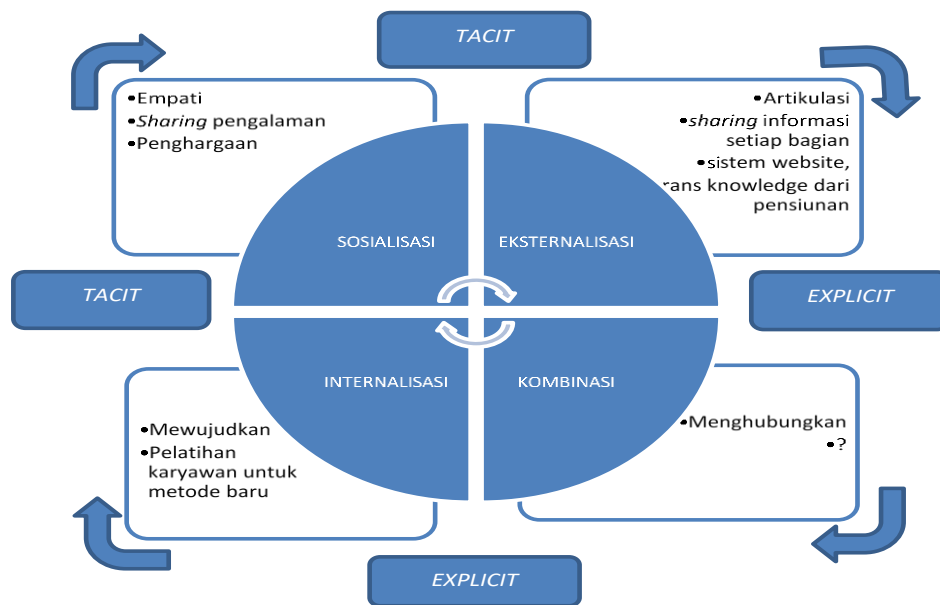 TACIT
•Empati
•Sharing pengalaman
•Penghargaan
•Artikulasi
•sharing informasi
setiap bagian
•sistem website,
rans knowledge dari
pensiunan
SOSIALISASI
EKSTERNALISASI
TACIT
EXPLICIT
INTERNALISASI
KOMBINASI
•Mewujudkan
•Pelatihan
karyawan untuk
metode baru
•Menghubungkan
•?
EXPLICIT